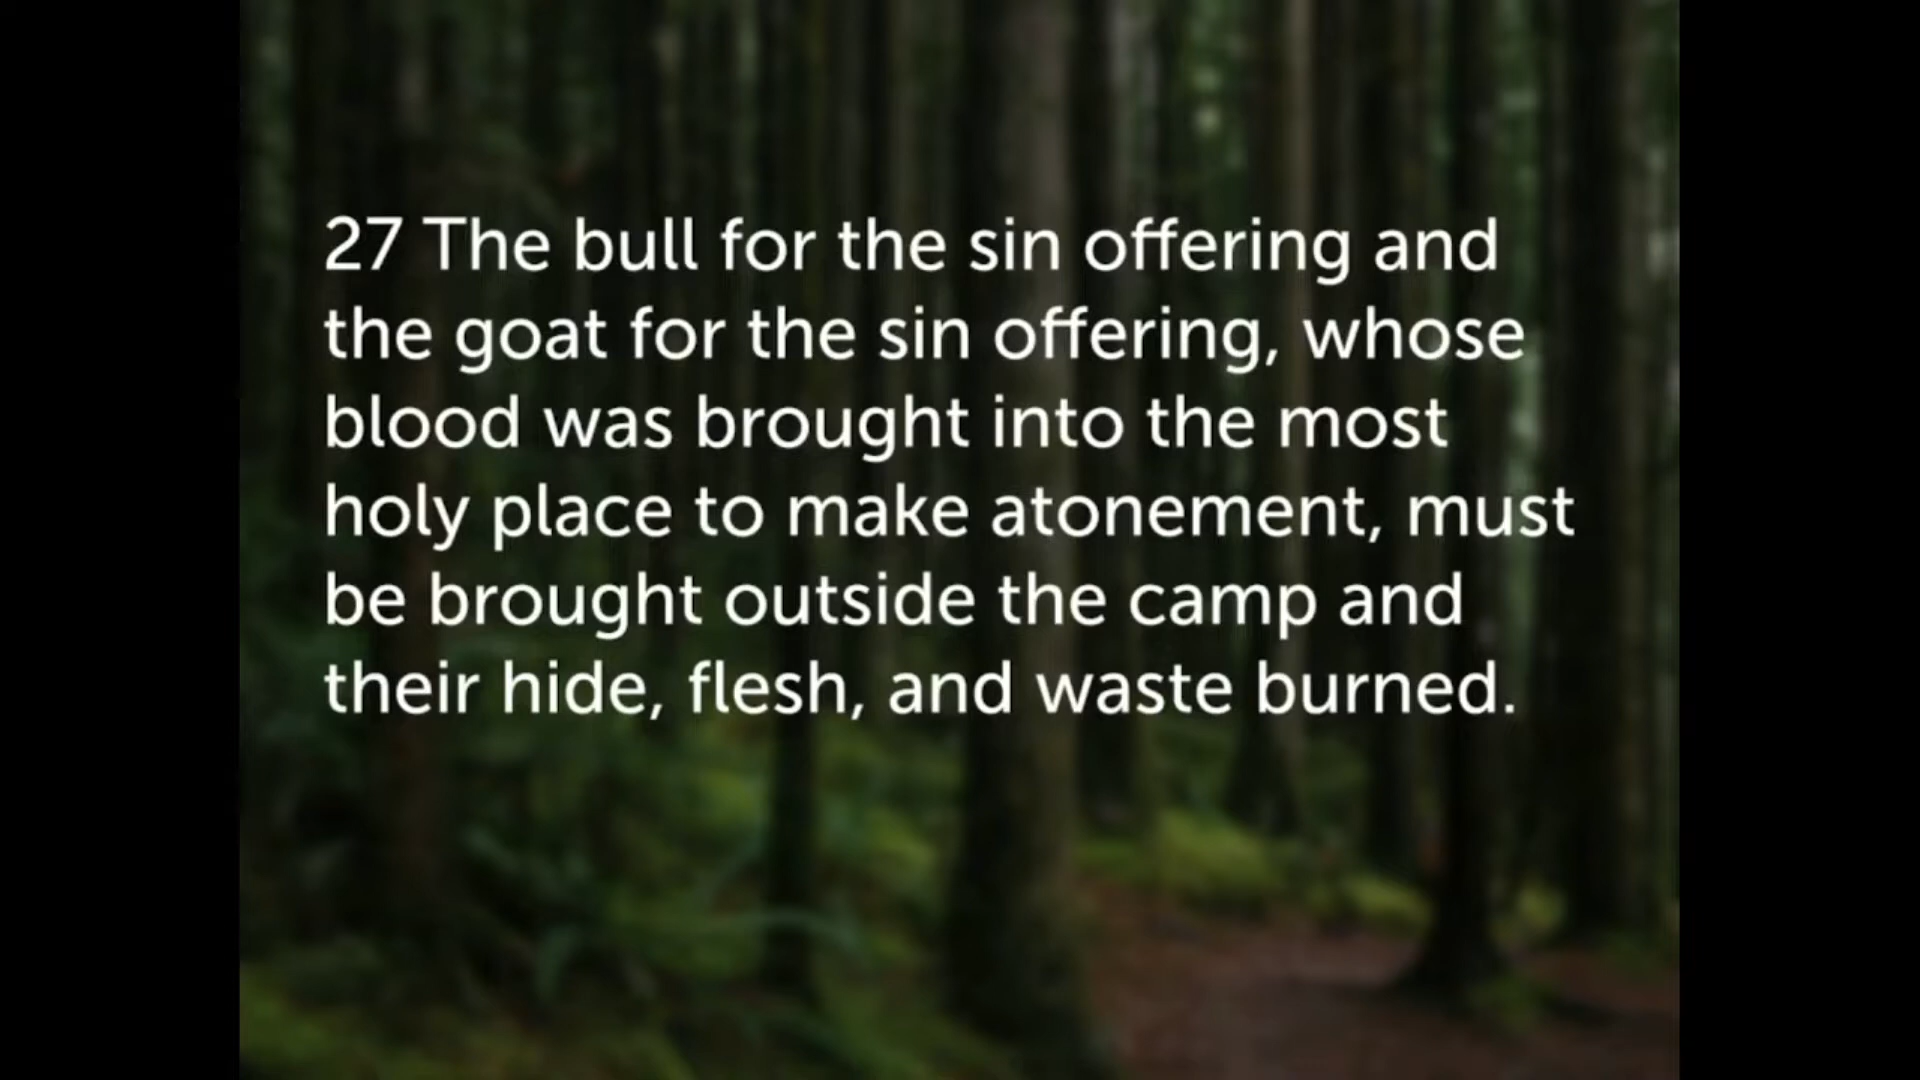 27 The bull for the sin offering and
the goat for the sin offering, whose
blood was brought into the most
holy place to make atonement, must
be brought outside the camp and
their hide, flesh, and waste burned.